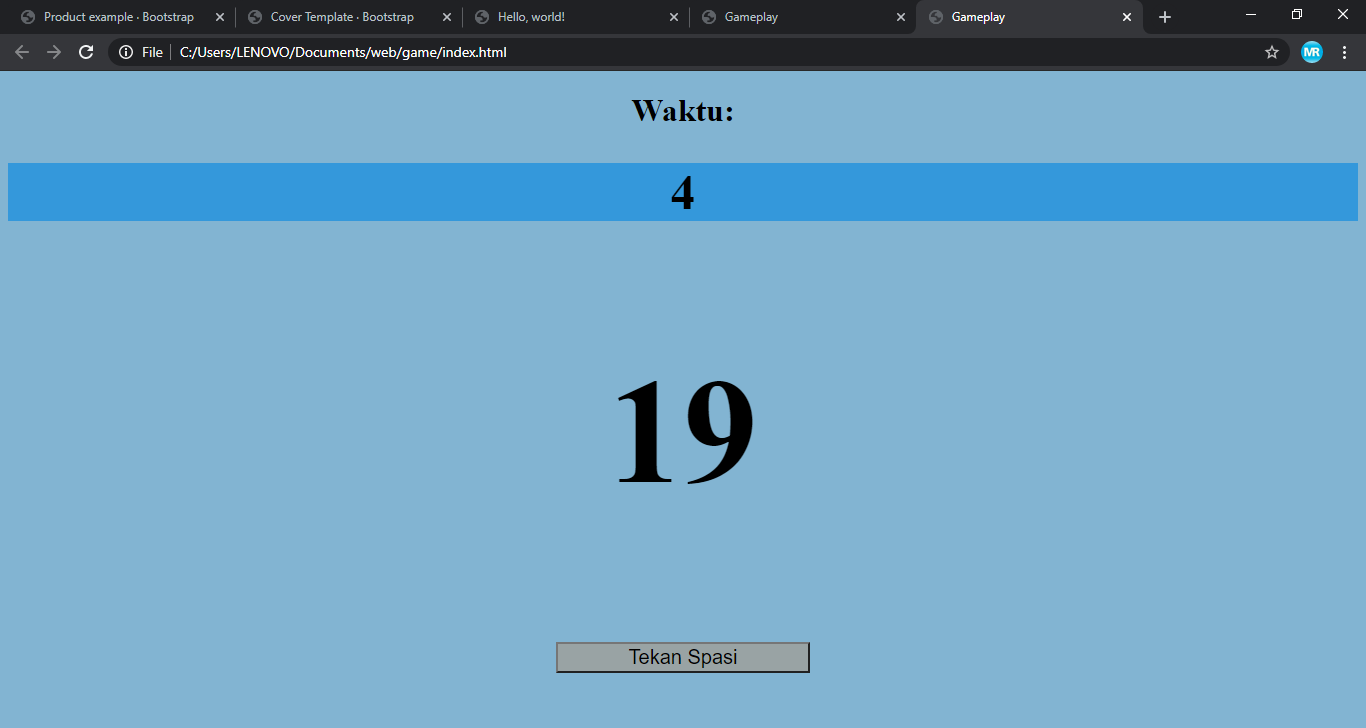 Product example · Bootstrap
Cover Template · Bootstrap
Hello, world!
Gameplay
Gameplay
File
C:/Users/LENOVO/Documents/web/game/index.html
MR
Waktu:
4
19
Tekan Spasi